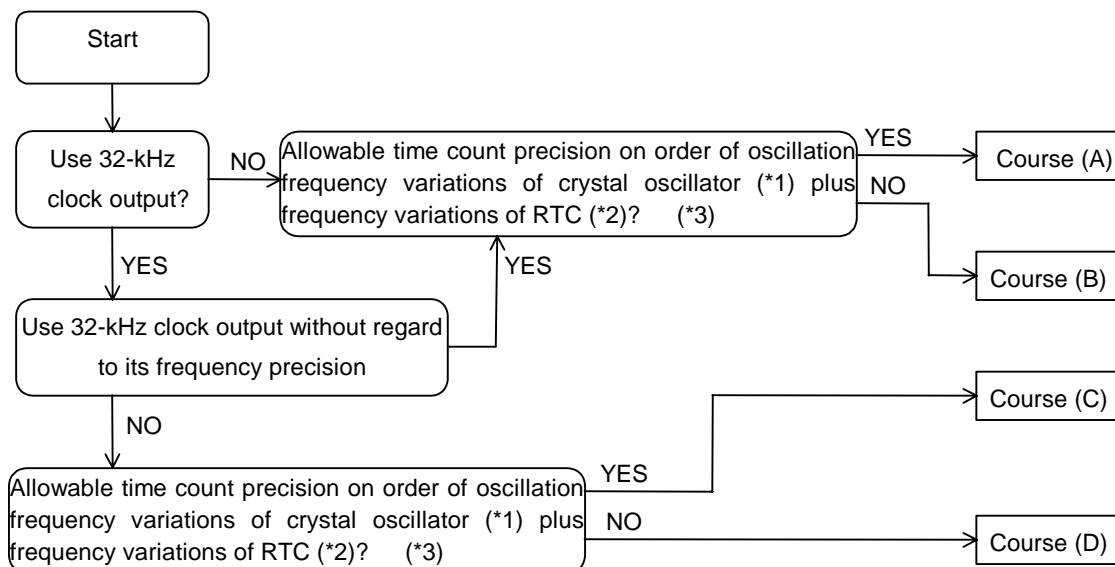 Start
Use 32-kHz
clock output?
NO
Allowable time count precision on order of oscillation
frequency variations of crystal oscillator (*1) plus
frequency variations of RTC (*2)? (*3)
YES
Course (A)
NO
Course (B)
YES
YES
Use 32-kHz clock output without regard
to its frequency precision
NO
Course (C)
Allowable time count precision on order of oscillation
frequency variations of crystal oscillator (*1) plus
frequency variations of RTC (*2)? (*3)
YES
NO
Course (D)